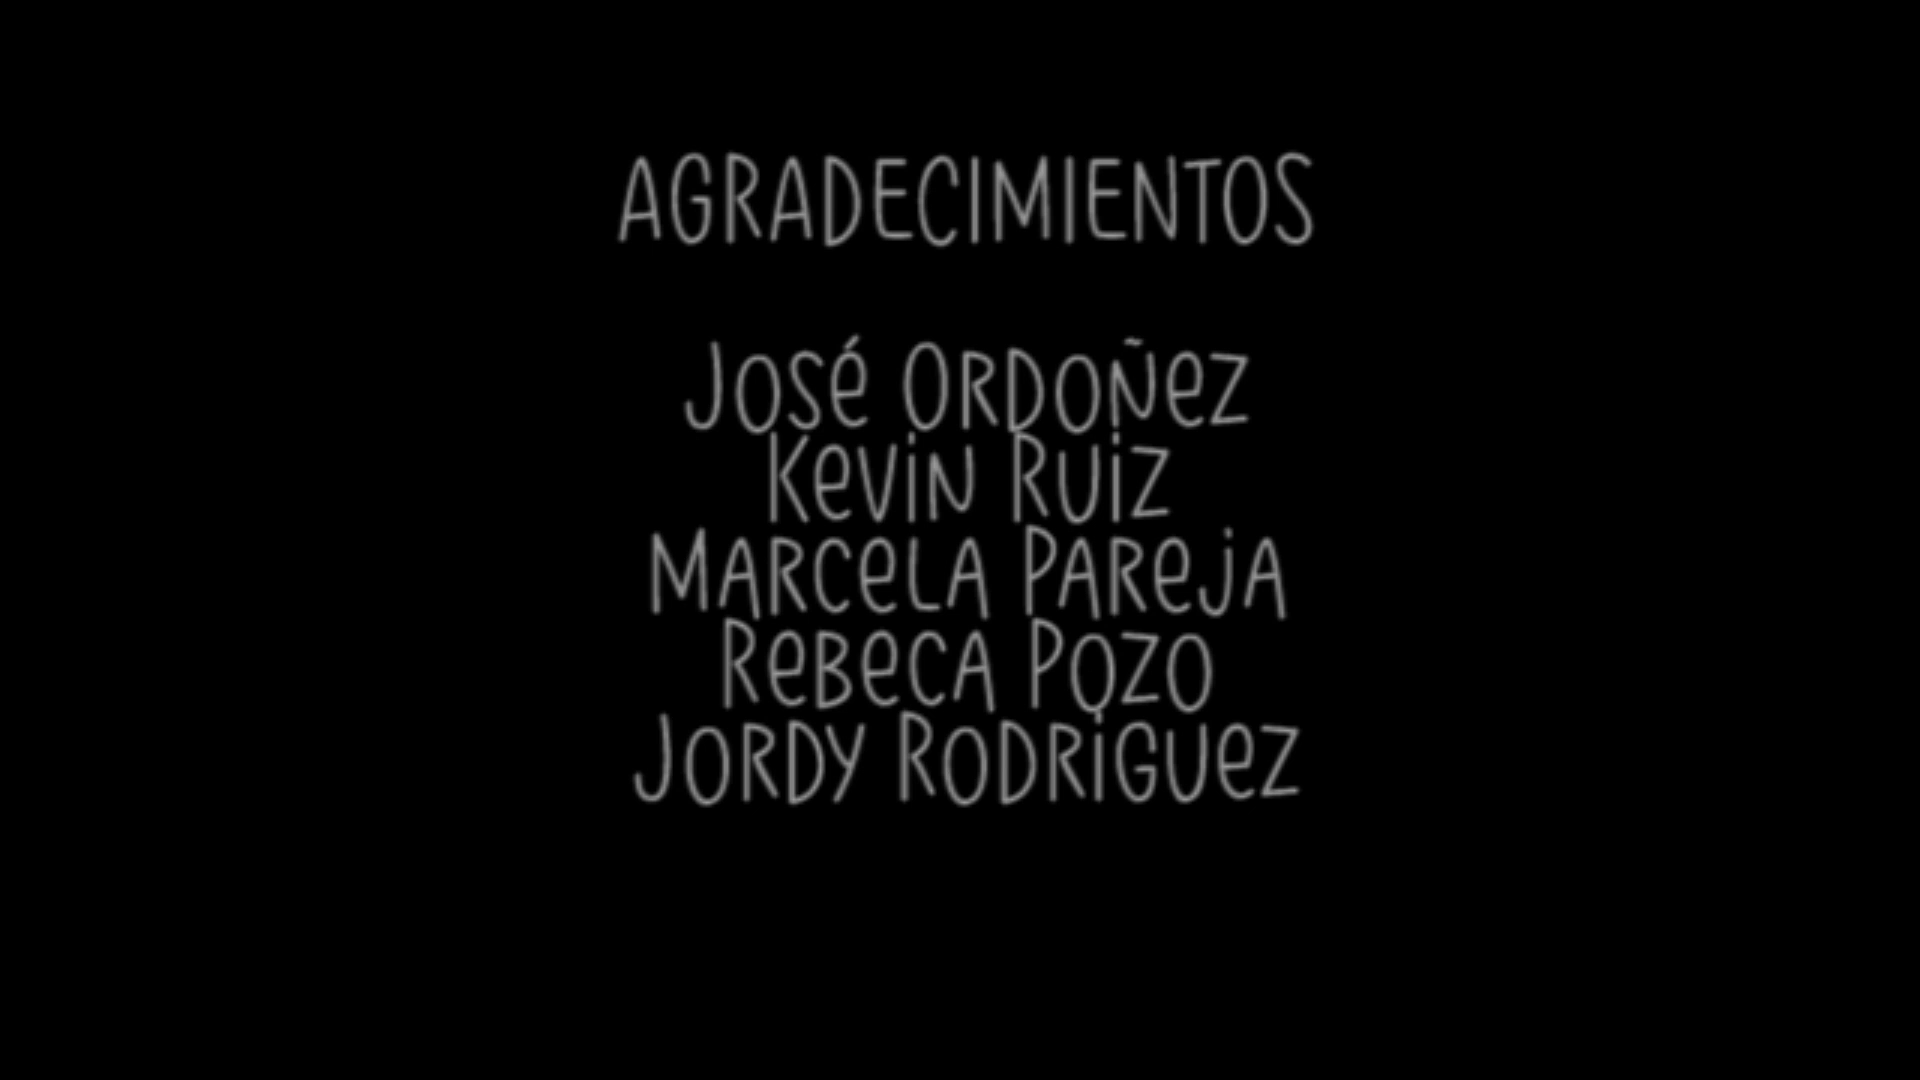 AGRADECIMIENTOS
José Ordoñez
Kevin Ruiz
Marcela Pareja
Rebeca Pozo
Jordy Rodriguez